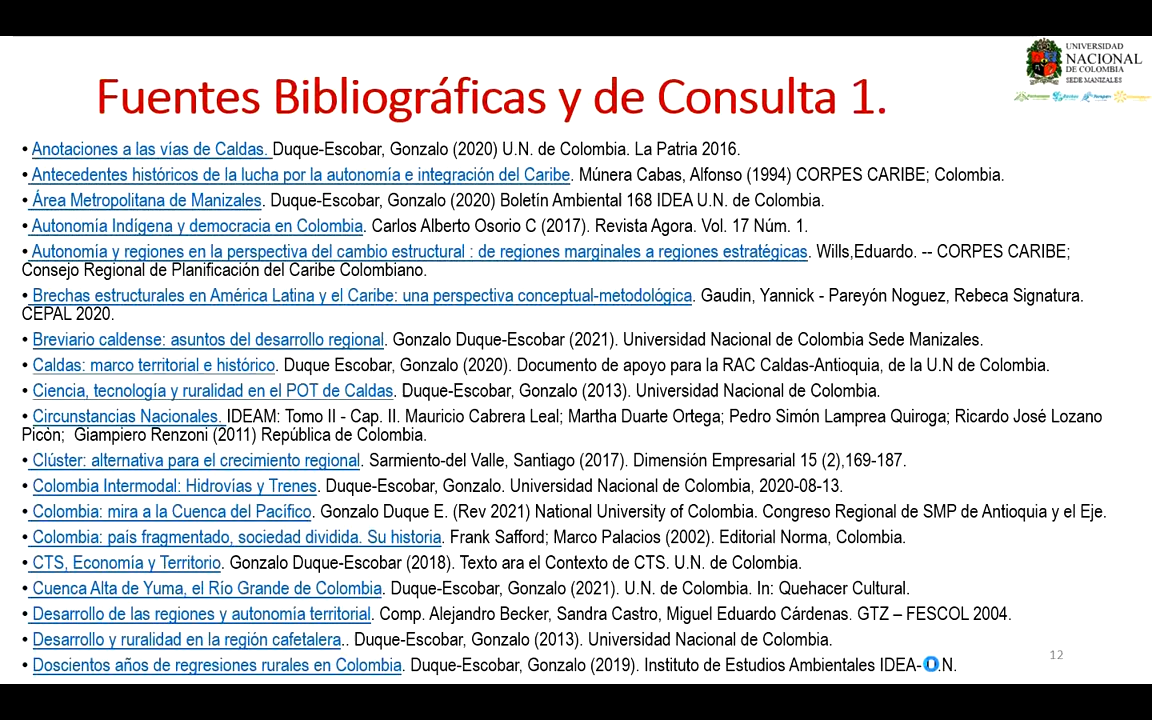 UNIVERSIDAD
NACIONAL
DE COLOMBIA
SEDE MANIZALES
Fuentes Bibliográficas y de Consulta 1.
• Anotaciones a las vías de Caldas. Duque-Escobar, Gonzalo (2020) U.N. de Colombia. La Patria 2016.
• Antecedentes históricos de la lucha por la autonomía e integración del Caribe. Múnera Cabas, Alfonso (1994) CORPES CARIBE; Colombia.
• Área Metropolitana de Manizales. Duque-Escobar, Gonzalo (2020) Boletín Ambiental 168 IDEA U.N. de Colombia.
• Autonomía Indígena y democracia en Colombia. Carlos Alberto Osorio C (2017). Revista Agora. Vol. 17 Núm. 1.
• Autonomía y regiones en la perspectiva del cambio estructural : de regiones marginales a regiones estratégicas. Wills,Eduardo. -- CORPES CARIBE;
Consejo Regional de Planificación del Caribe Colombiano.
• Brechas estructurales en América Latina y el Caribe: una perspectiva conceptual-metodológica. Gaudin, Yannick - Pareyón Noguez, Rebeca Signatura.
CEPAL 2020.
• Breviario caldense: asuntos del desarrollo regional. Gonzalo Duque-Escobar (2021). Universidad Nacional de Colombia Sede Manizales.
• Caldas: marco territorial e histórico. Duque Escobar, Gonzalo (2020). Documento de apoyo para la RAC Caldas-Antioquia, de la U.N de Colombia.
• Ciencia, tecnología y ruralidad en el POT de Caldas. Duque-Escobar, Gonzalo (2013). Universidad Nacional de Colombia.
• Circunstancias Nacionales. IDEAM: Tomo II - Cap. II. Mauricio Cabrera Leal; Martha Duarte Ortega; Pedro Simón Lamprea Quiroga; Ricardo José Lozano
Picón; Giampiero Renzoni (2011) República de Colombia.
• Clúster: alternativa para el crecimiento regional. Sarmiento-del Valle, Santiago (2017). Dimensión Empresarial 15 (2),169-187.
• Colombia Intermodal: Hidrovías y Trenes. Duque-Escobar, Gonzalo. Universidad Nacional de Colombia, 2020-08-13.
• Colombia: mira a la Cuenca del Pacífico. Gonzalo Duque E. (Rev 2021) National University of Colombia. Congreso Regional de SMP de Antioquia y el Eje.
• Colombia: país fragmentado, sociedad dividida. Su historia. Frank Safford; Marco Palacios (2002). Editorial Norma, Colombia.
• CTS, Economía y Territorio. Gonzalo Duque-Escobar (2018). Texto ara el Contexto de CTS. U.N. de Colombia.
• Cuenca Alta de Yuma, el Río Grande de Colombia. Duque-Escobar, Gonzalo (2021). U.N. de Colombia. In: Quehacer Cultural.
• Desarrollo de las regiones y autonomía territorial. Comp. Alejandro Becker, Sandra Castro, Miguel Eduardo Cárdenas. GTZ – FESCOL 2004.
• Desarrollo y ruralidad en la región cafetalera.. Duque-Escobar, Gonzalo (2013). Universidad Nacional de Colombia.
• Doscientos años de regresiones rurales en Colombia. Duque-Escobar, Gonzalo (2019). Instituto de Estudios Ambientales IDEA-U.N.
12